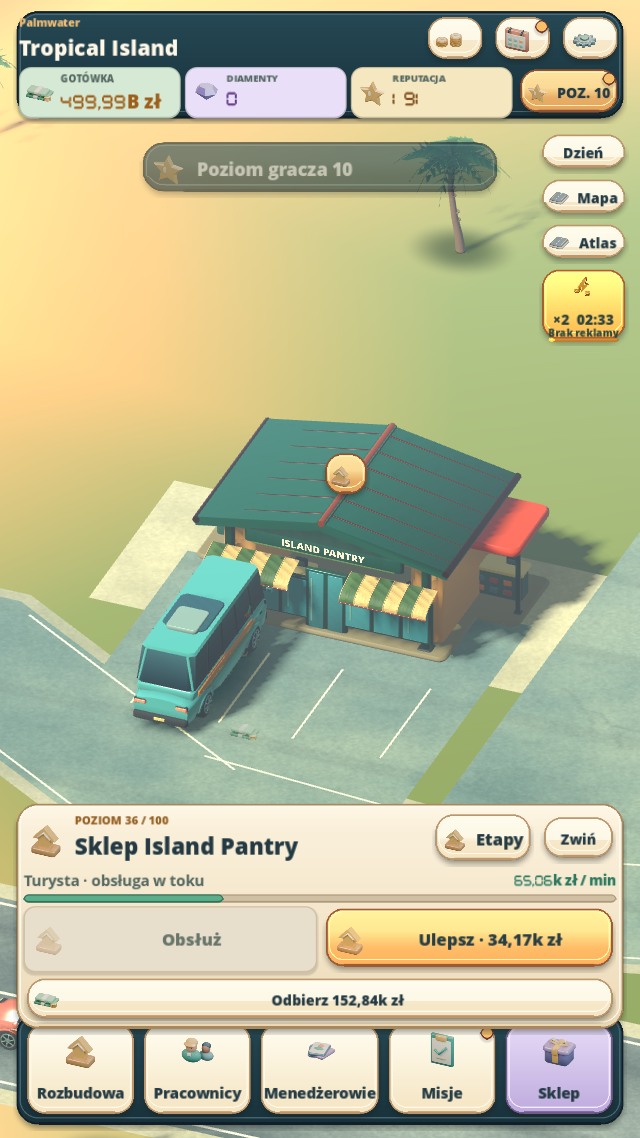 Palmwater
Tropical Island
GOTÓWKA
499,99B zł
DIAMENTY
0
REPUTACJA
191
POZ. 10
Poziom gracza 10
Dzień
Mapa
Atlas
×2 02:33
Brak reklamy
ISLAND PANTRY
POZIOM 36 / 100
Sklep Island Pantry
Etapy
Zwiń
Turysta · obsługa w toku
65,06k zł / min
Obsłuż
Ulepsz · 34,17k zł
Odbierz 152,84k zł
Rozbudowa
Pracownicy
Menedżerowie
Misje
Sklep